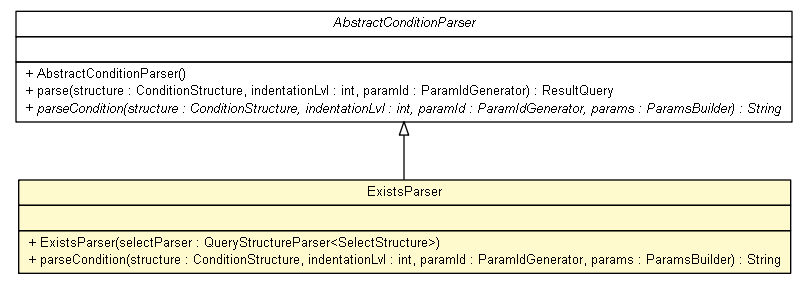 AbstractConditionParser
+ AbstractConditionParser()
+ parse(structure : ConditionStructure, indentationLvl : int, paramId : ParamIdGenerator) : ResultQuery
+ parseCondition(structure : ConditionStructure, indentationLvl : int, paramId : ParamIdGenerator, params : ParamsBuilder) : String
ExistsParser
+ ExistsParser(selectParser : QueryStructureParser<SelectStructure>)
+ parseCondition(structure : ConditionStructure, indentationLvl : int, paramId : ParamIdGenerator, params : ParamsBuilder) : String